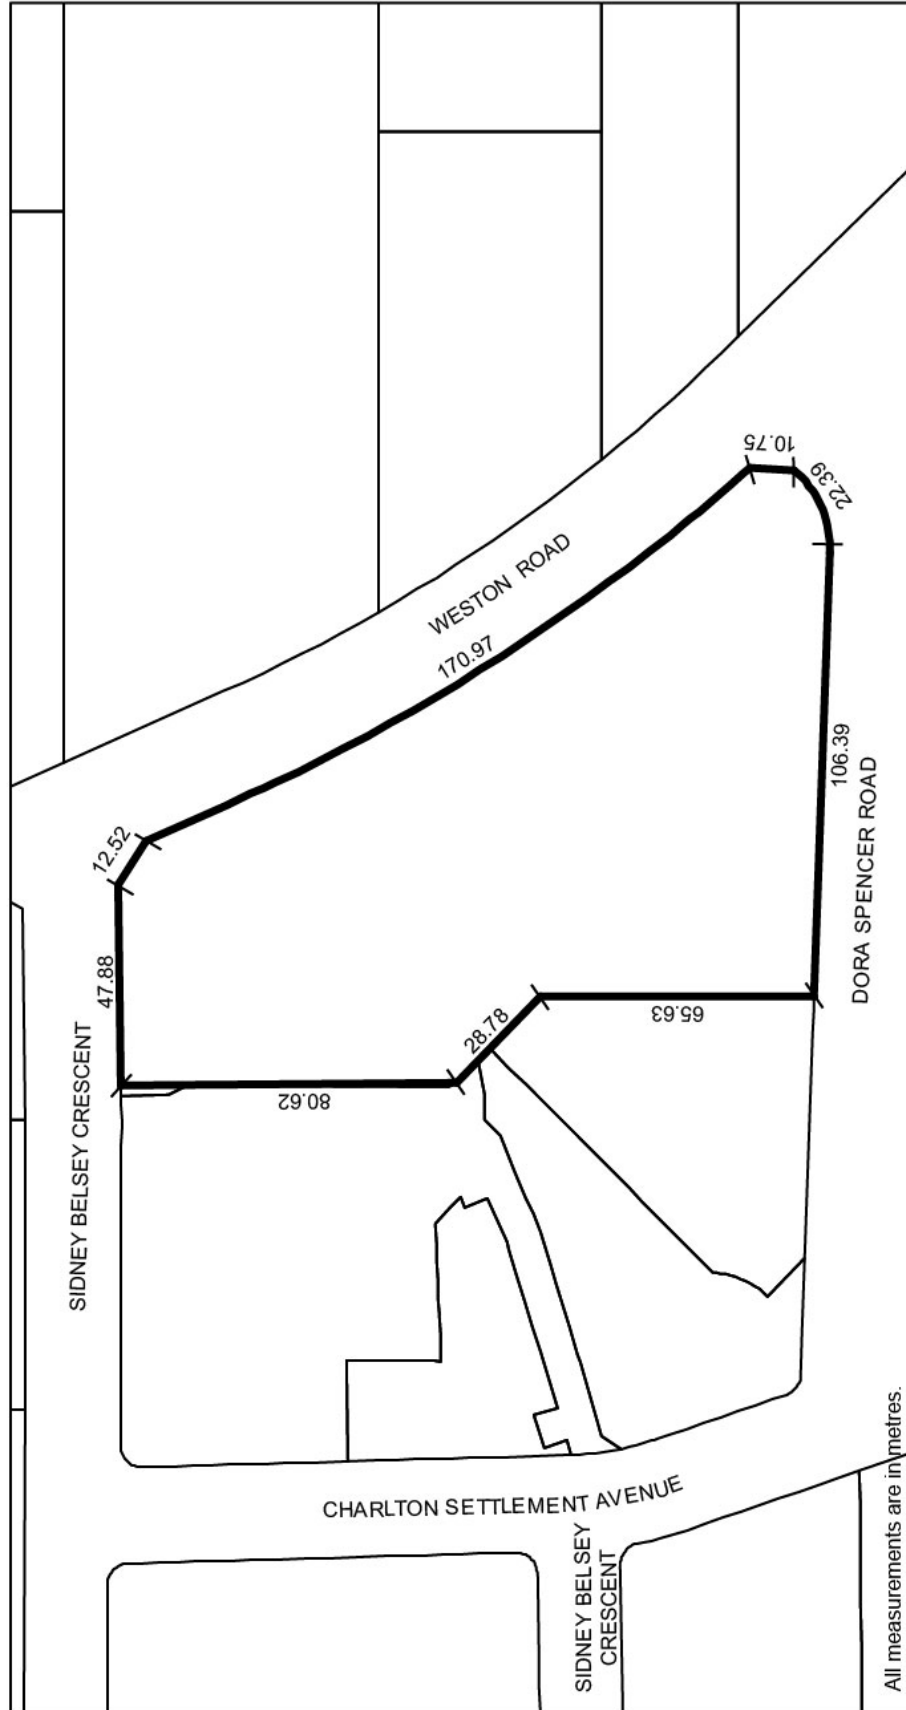 SIDNEY BELSEY CRESCENT
47.88
12.52
WESTON ROAD
170.97
10.75
22.39
106.39
DORA SPENCER ROAD
65.63
28.78
80.62
CHARLTON SETTLEMENT AVENUE
SIDNEY BELSEY
CRESCENT
All measurements are in metres.